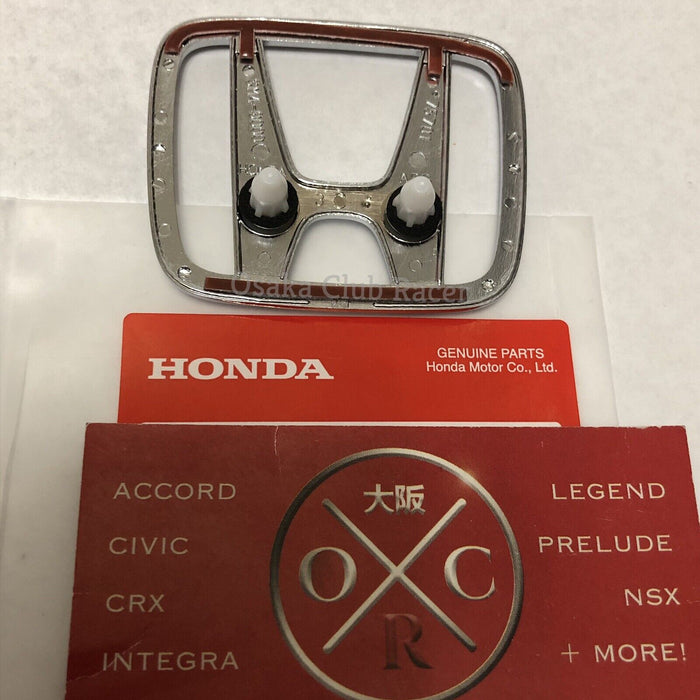 Osaka Club Racer
HONDA
GENUINE PARTS
Honda Motor Co., Ltd.
大阪
O C
R
ACCORD
CIVIC
CRX
INTEGRA
LEGEND
PRELUDE
NSX
+ MORE!